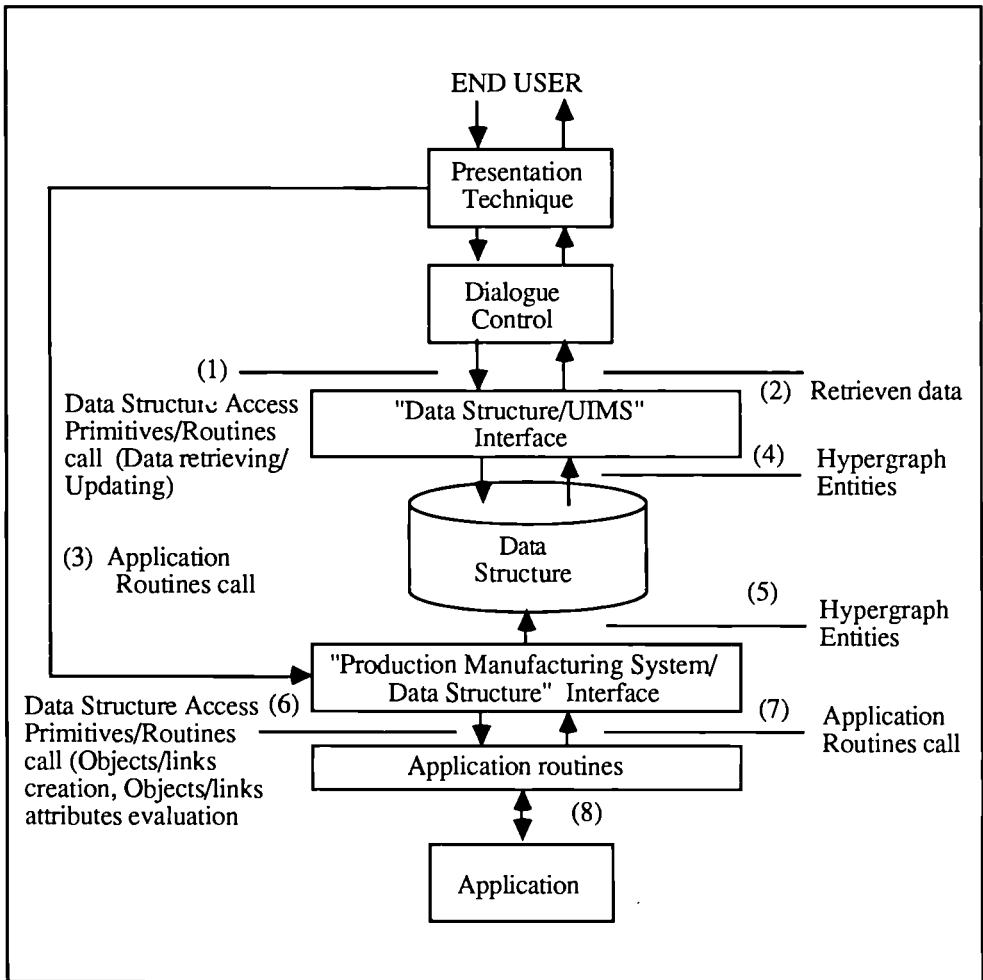 END USER
Presentation
Technique
Dialogue
Control
(1)
Data Structure Access
Primitives/Routines
call (Data retrieving/
Updating)
(2) Retrieven data
"Data Structure/UIMS"
Interface
(4) Hypergraph
Entities
Data
Structure
(3) Application
Routines call
(5)
Hypergraph
Entities
"Production Manufacturing System/
Data Structure" Interface
Data Structure Access (6)
Primitives/Routines
call (Objects/links
creation, Objects/links
attributes evaluation
(7) Application
Routines call
Application routines
(8)
Application